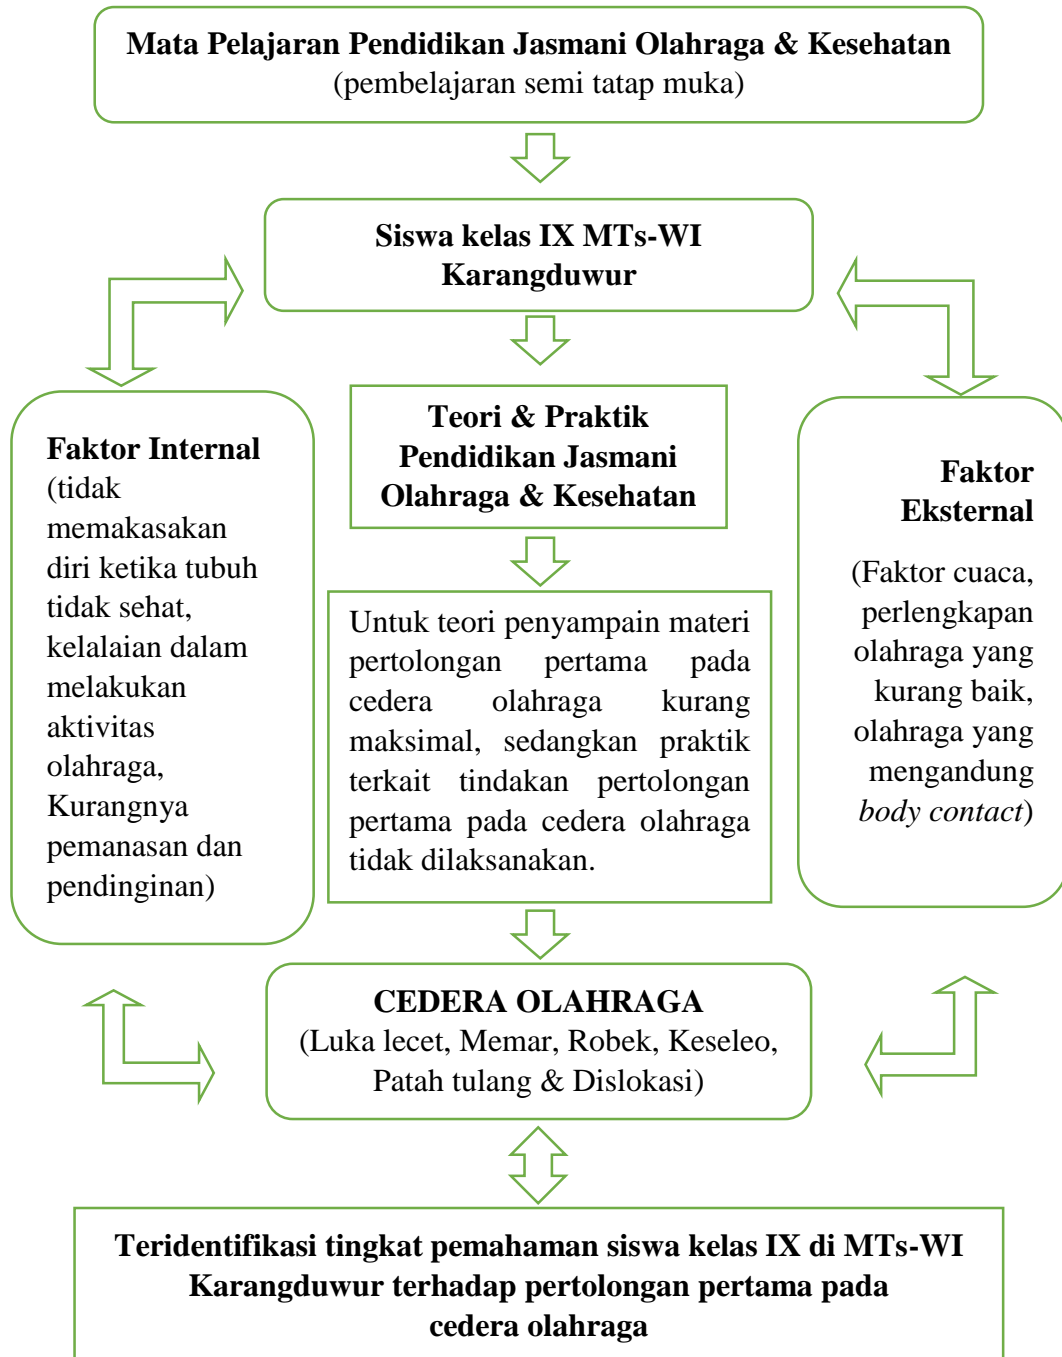 Mata Pelajaran Pendidikan Jasmani Olahraga & Kesehatan
(pembelajaran semi tatap muka)
Siswa kelas IX MTs-WI
Karangduwur
Faktor Internal
(tidak
memakasakan
diri ketika tubuh
tidak sehat,
kelalaian dalam
melakukan
aktivitas
olahraga,
Kurangnya
pemanasan dan
pendinginan)
Teori & Praktik
Pendidikan Jasmani
Olahraga & Kesehatan
Untuk teori penyampain materi
pertolongan pertama pada
cedera olahraga kurang
maksimal, sedangkan praktik
terkait tindakan pertolongan
pertama pada cedera olahraga
tidak dilaksanakan.
Faktor
Eksternal
(Faktor cuaca,
perlengkapan
olahraga yang
kurang baik,
olahraga yang
mengandung
body contact)
CEDERA OLAHRAGA
(Luka lecet, Memar, Robek, Keseleo,
Patah tulang & Dislokasi)
Teridentifikasi tingkat pemahaman siswa kelas IX di MTs-WI
Karangduwur terhadap pertolongan pertama pada
cedera olahraga